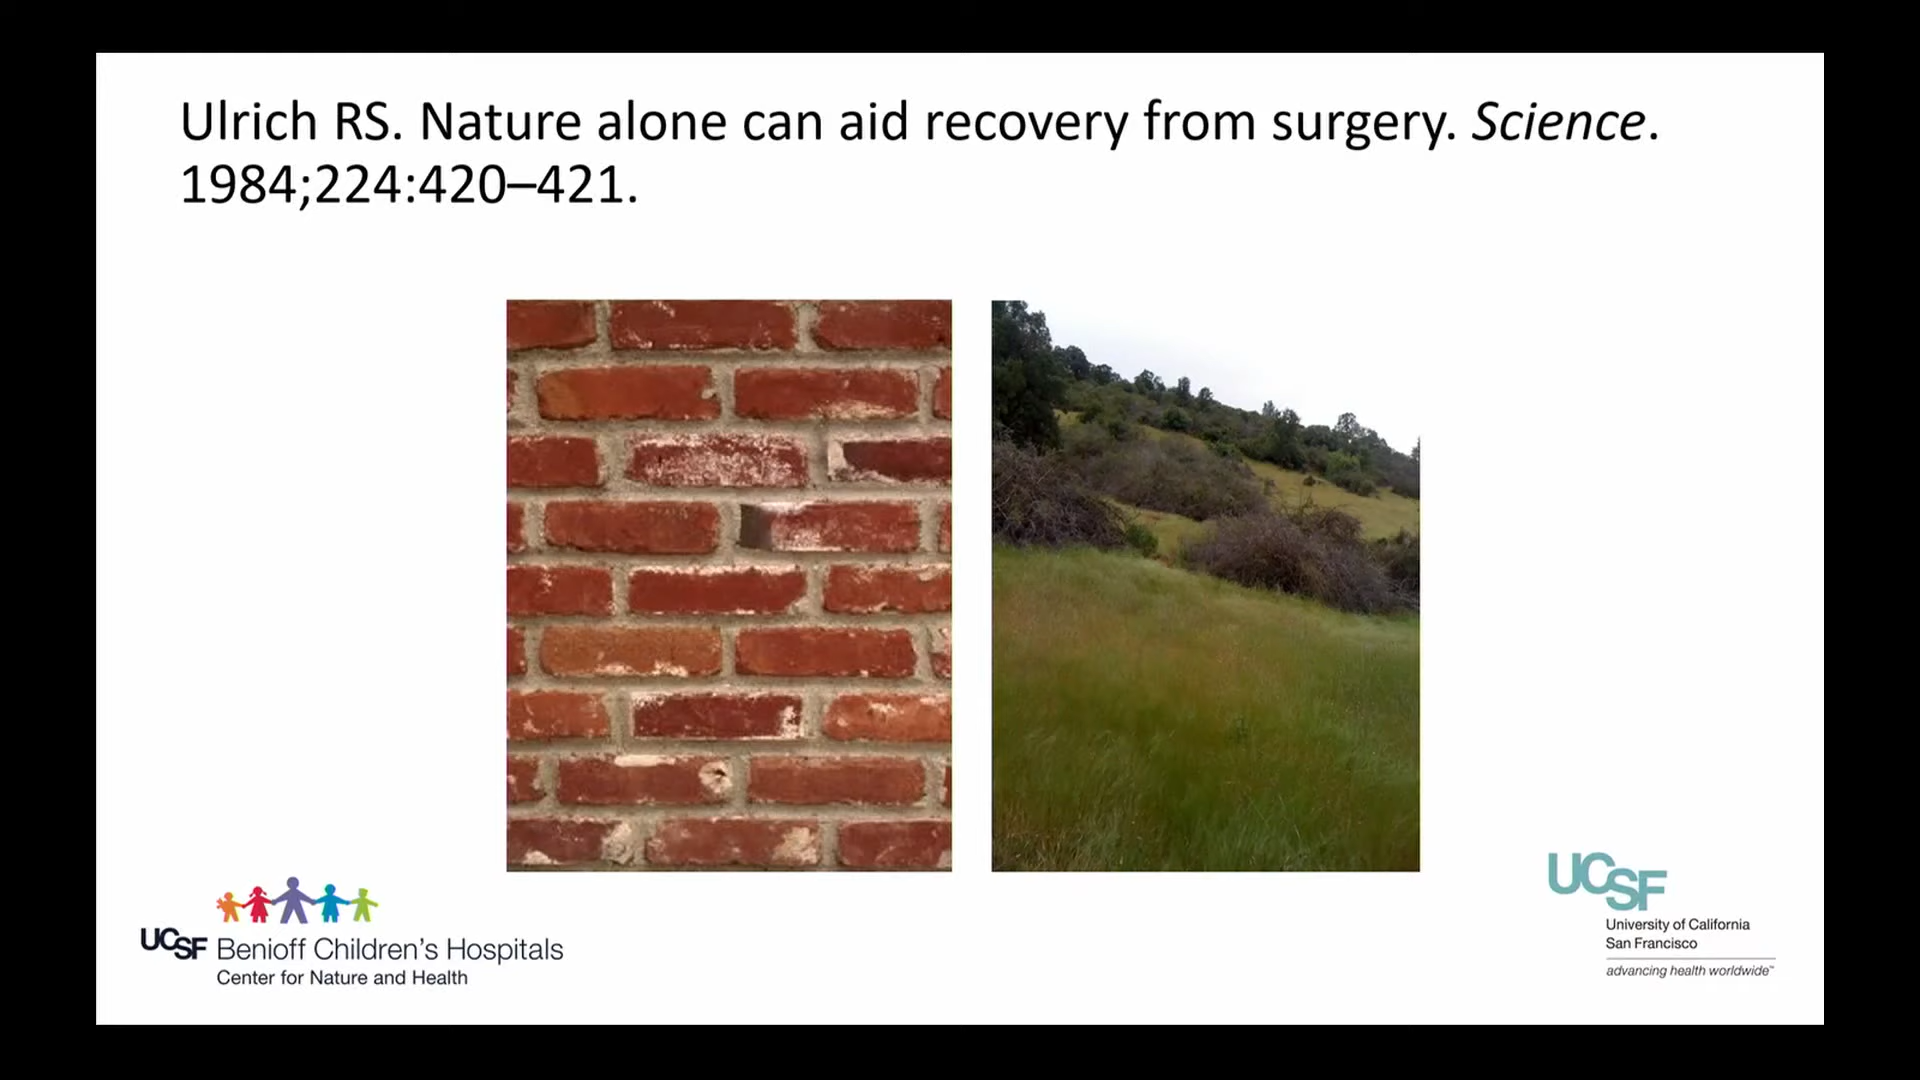 Ulrich RS. Nature alone can aid recovery from surgery. Science.
1984;224:420–421.
UCSF Benioff Children's Hospitals
Center for Nature and Health
UCSF
University of California
San Francisco
advancing health worldwide™